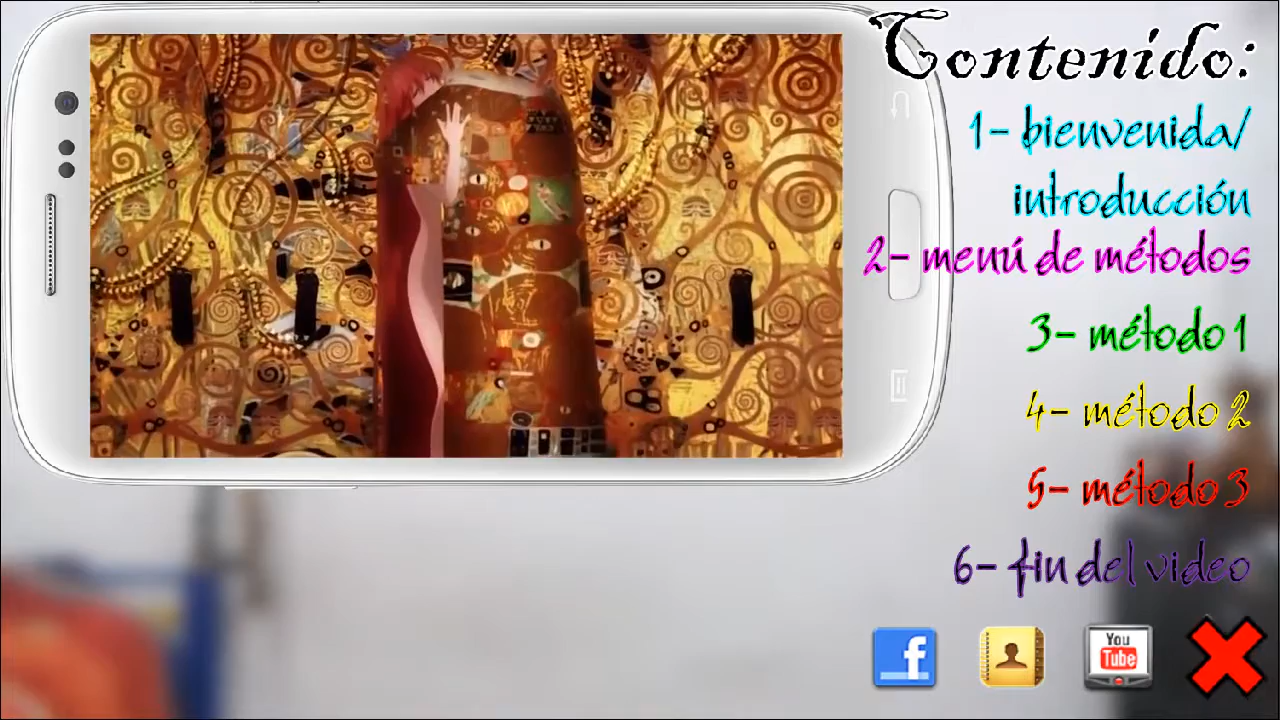 Contenido:
1- bienvenida/
introducción
2- menú de métodos
3- método 1
4- método 2
5- método 3
6- fin del video
f
You
Tube